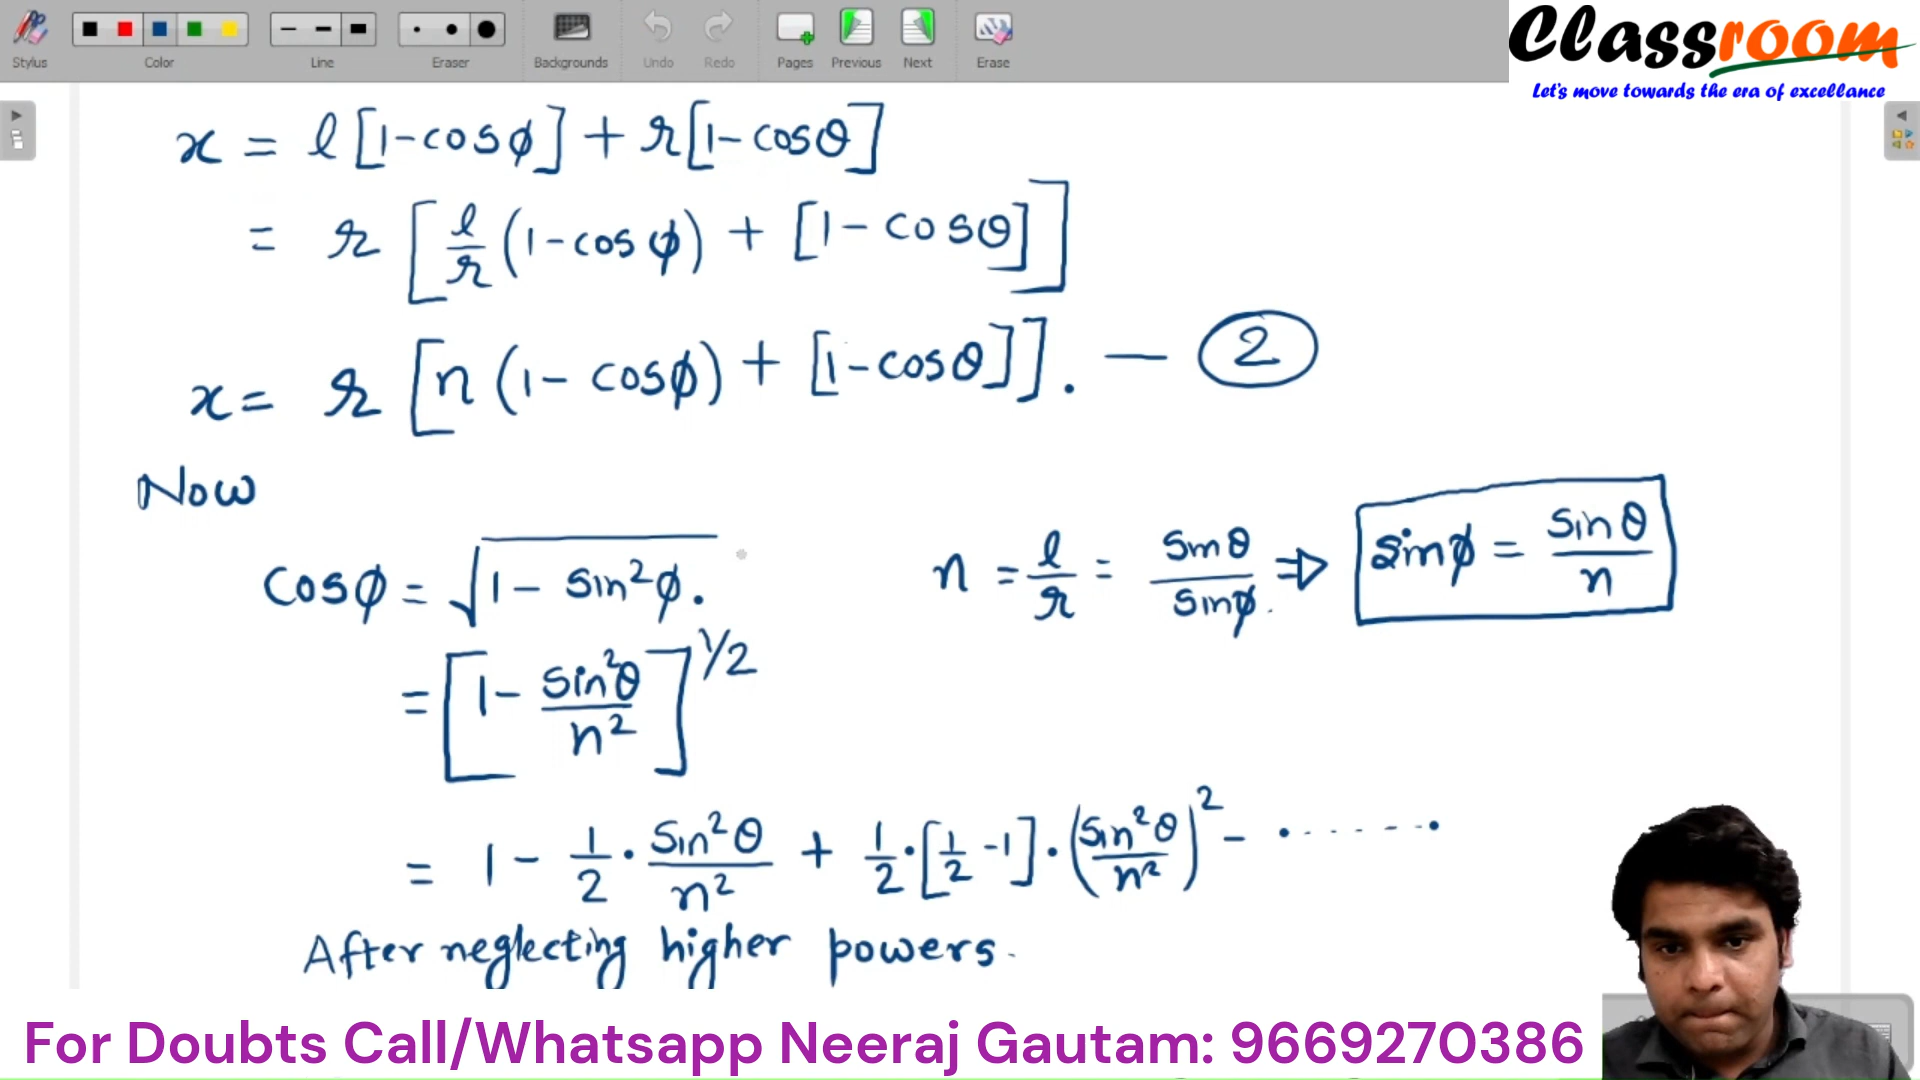 Stylus Color Line Eraser Backgrounds Undo Redo Pages Previous Next Erase
Classroom
Let's move towards the era of excellance
x = l[1-cosϕ] + r[1-cosθ]
= r [l/r (1-cosϕ) + [1-cosθ]]
x = r [n (1-cosϕ) + [1-cosθ]]. — 2
Now
cosϕ = √(1 - sin²ϕ).
n = l/r = sinθ/sinϕ. ⇒ sinϕ = sinθ/n
= [1 - sin²θ/n²]^1/2
= 1 - 1/2 · sin²θ/n² + 1/2·[1/2 -1]·(sin²θ/n²)² - ·······
After neglecting higher powers.
For Doubts Call/Whatsapp Neeraj Gautam: 9669270386